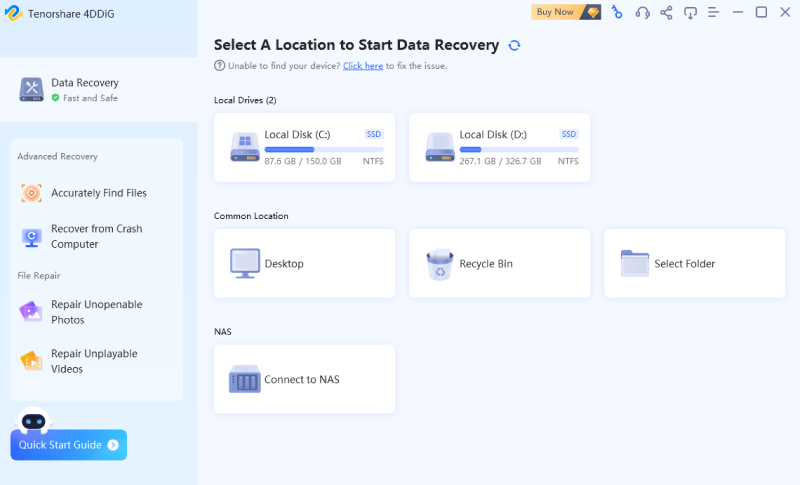 Tenorshare 4DDiG
Buy Now
Data Recovery
Fast and Safe
Advanced Recovery
Accurately Find Files
Recover from Crash
Computer
File Repair
Repair Unopenable
Photos
Repair Unplayable
Videos
Quick Start Guide
Select A Location to Start Data Recovery
Unable to find your device? Click here to fix the issue.
Local Drives (2)
Local Disk (C:) SSD
87.6 GB / 150.0 GB NTFS
Local Disk (D:) SSD
267.1 GB / 326.7 GB NTFS
Common Location
Desktop
Recycle Bin
Select Folder
NAS
Connect to NAS